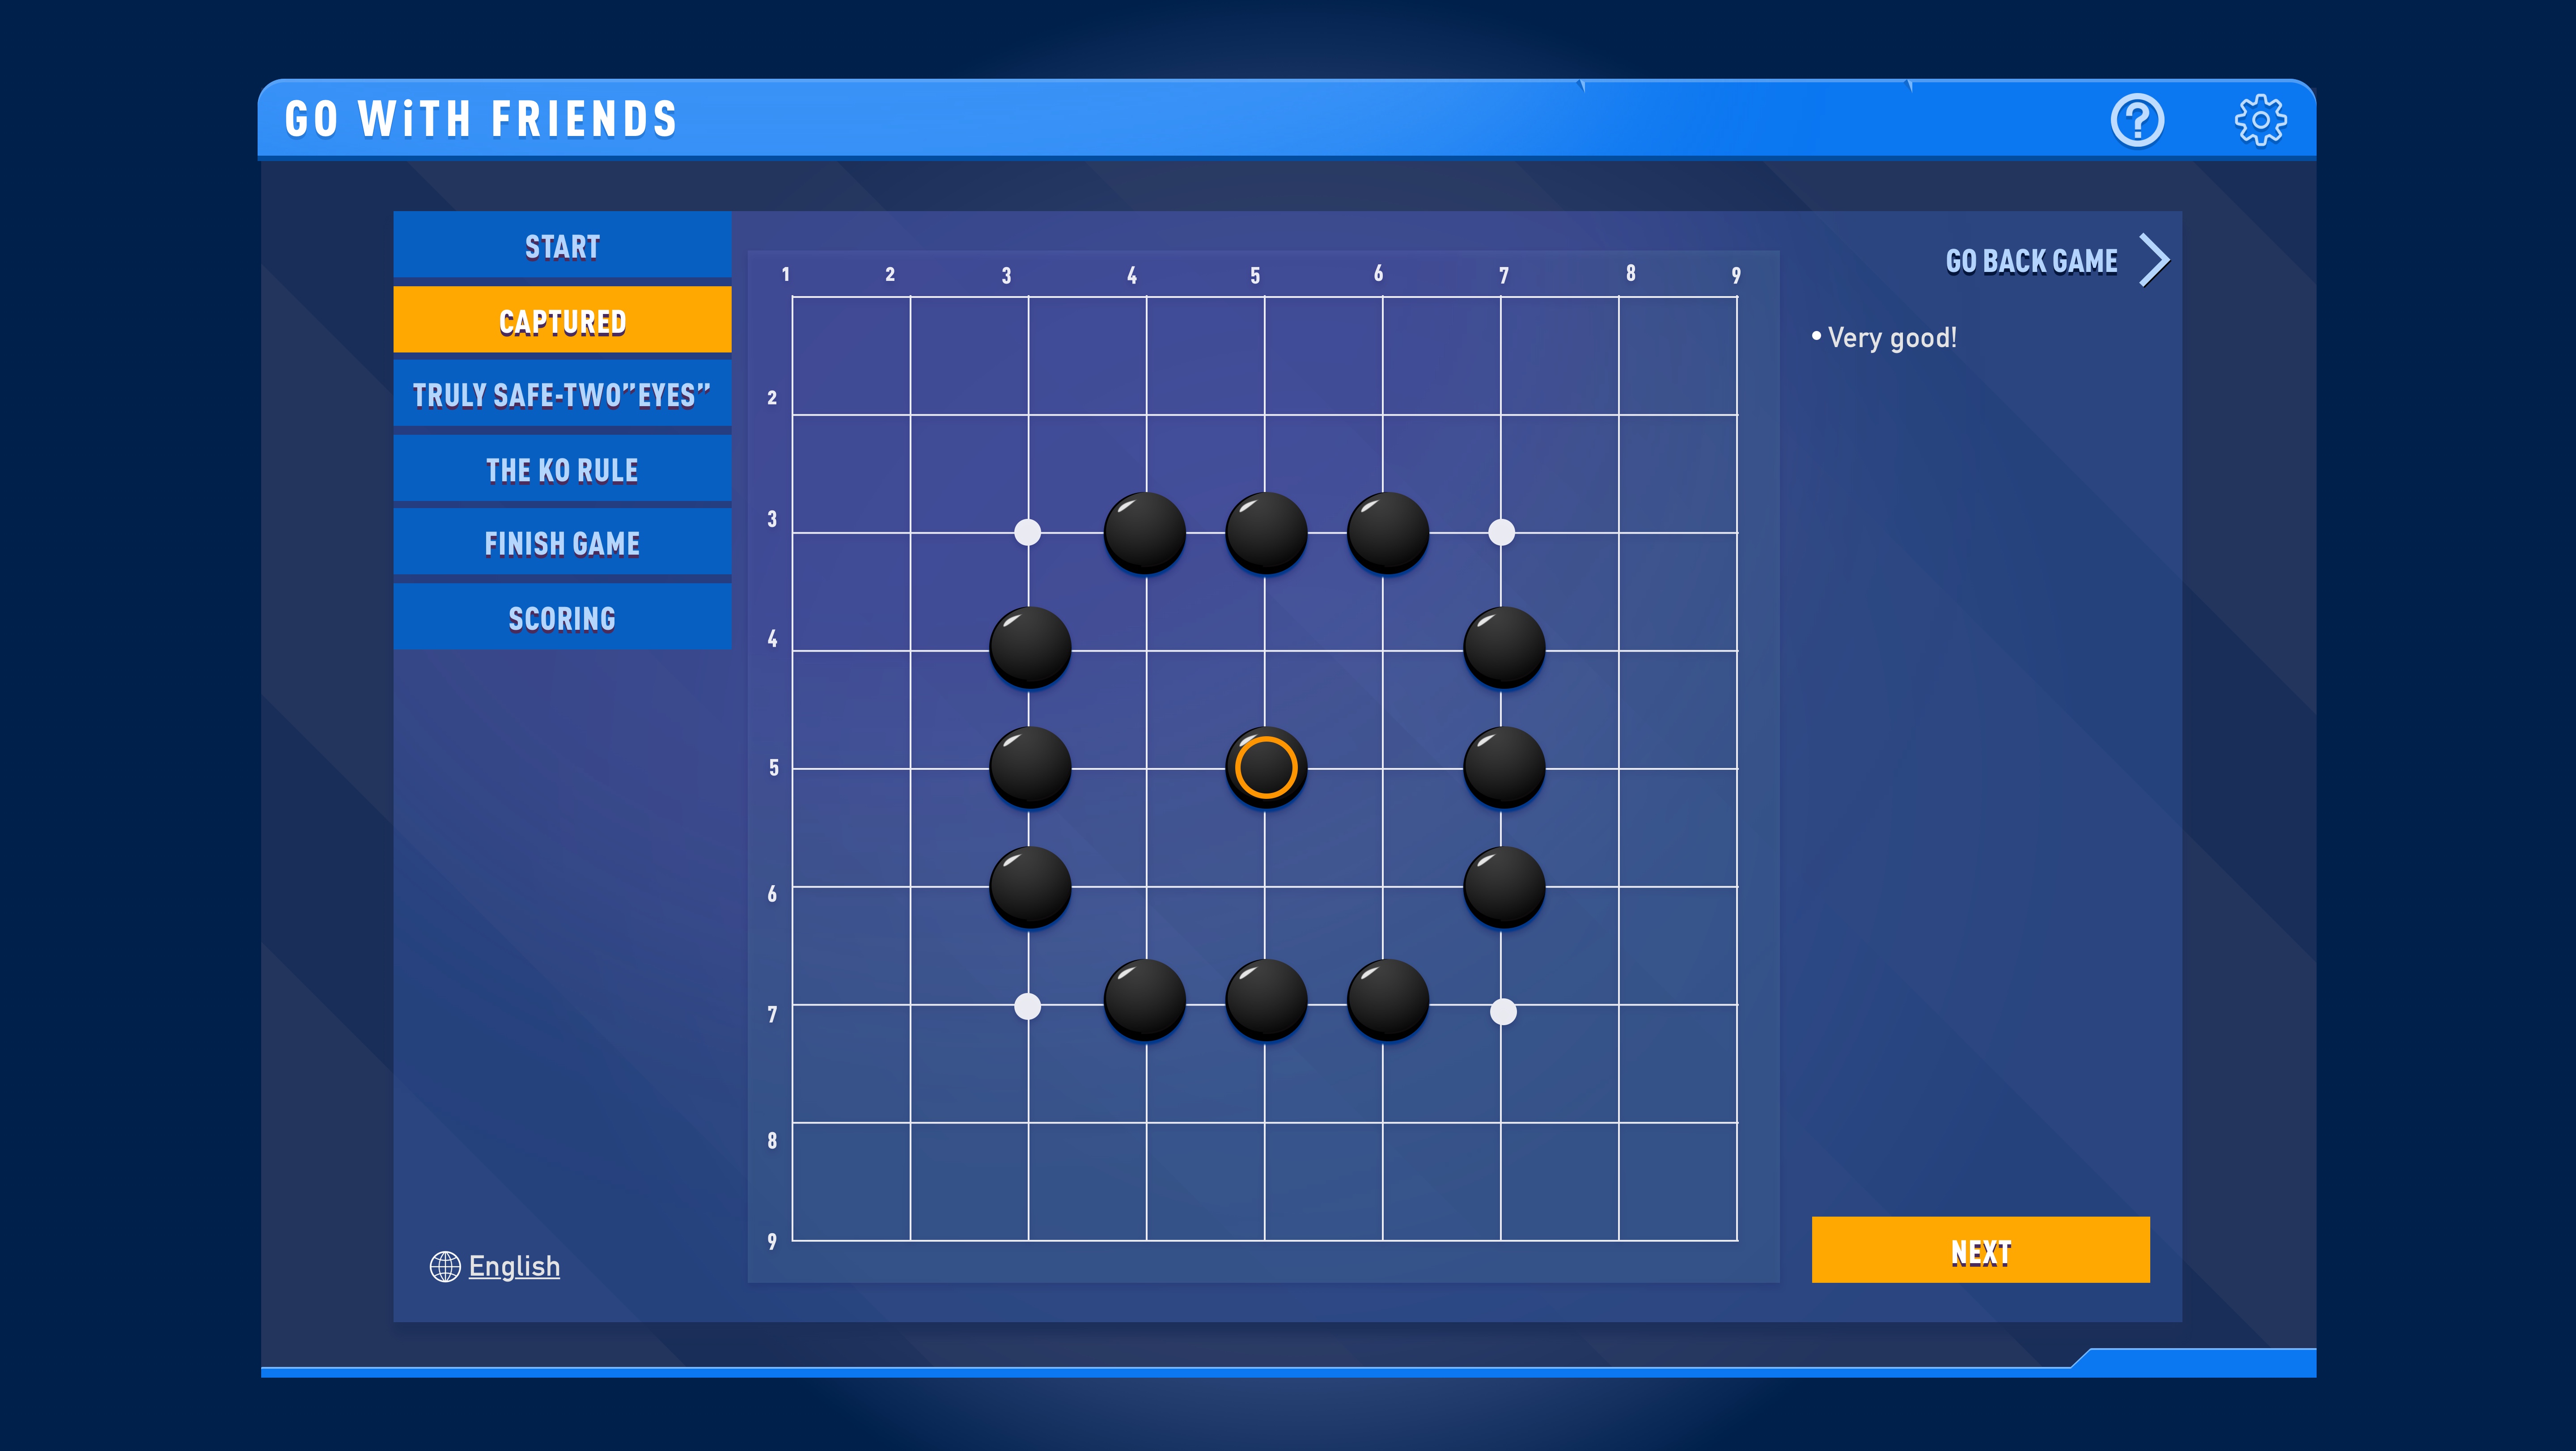 GO WiTH FRIENDS
START
CAPTURED
TRULY SAFE-TWO”EYES”
THE KO RULE
FINISH GAME
SCORING
English
1 2 3 4 5 6 7 8 9
2
3
4
5
6
7
8
9
GO BACK GAME
• Very good!
NEXT